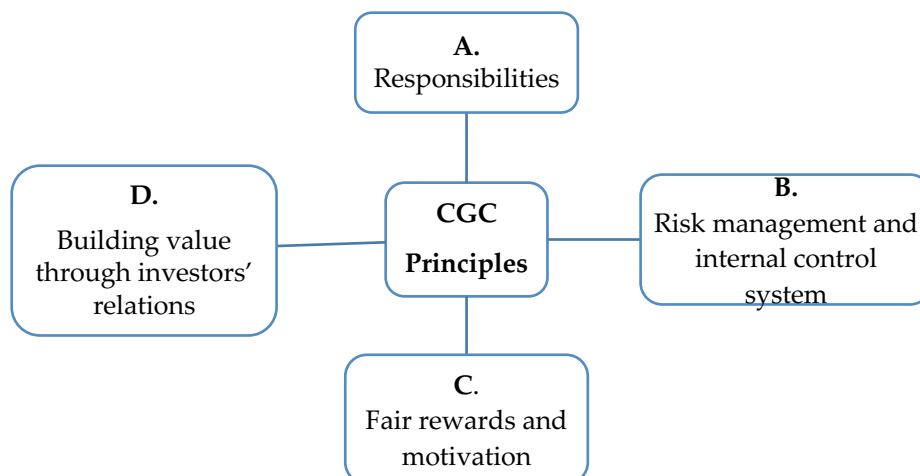 A.
Responsibilities
D.
Building value
through investors’
relations
CGC
Principles
B.
Risk management and
internal control
system
C.
Fair rewards and
motivation